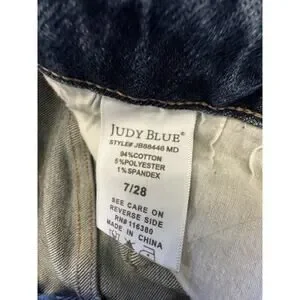 JUDY BLUE®
STYLE# JB88446 MD
94%COTTON
5%POLYESTER
1%SPANDEX
7/28
SEE CARE ON
REVERSE SIDE
RN# 116380
MADE IN CHINA